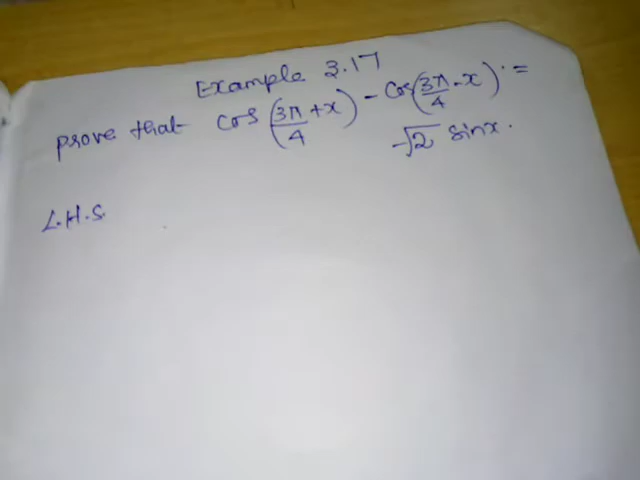 Example 3.17
prove that cos(3π/4 + x) - cos(3π/4 - x) =
-√2 sinx.
L.H.S.